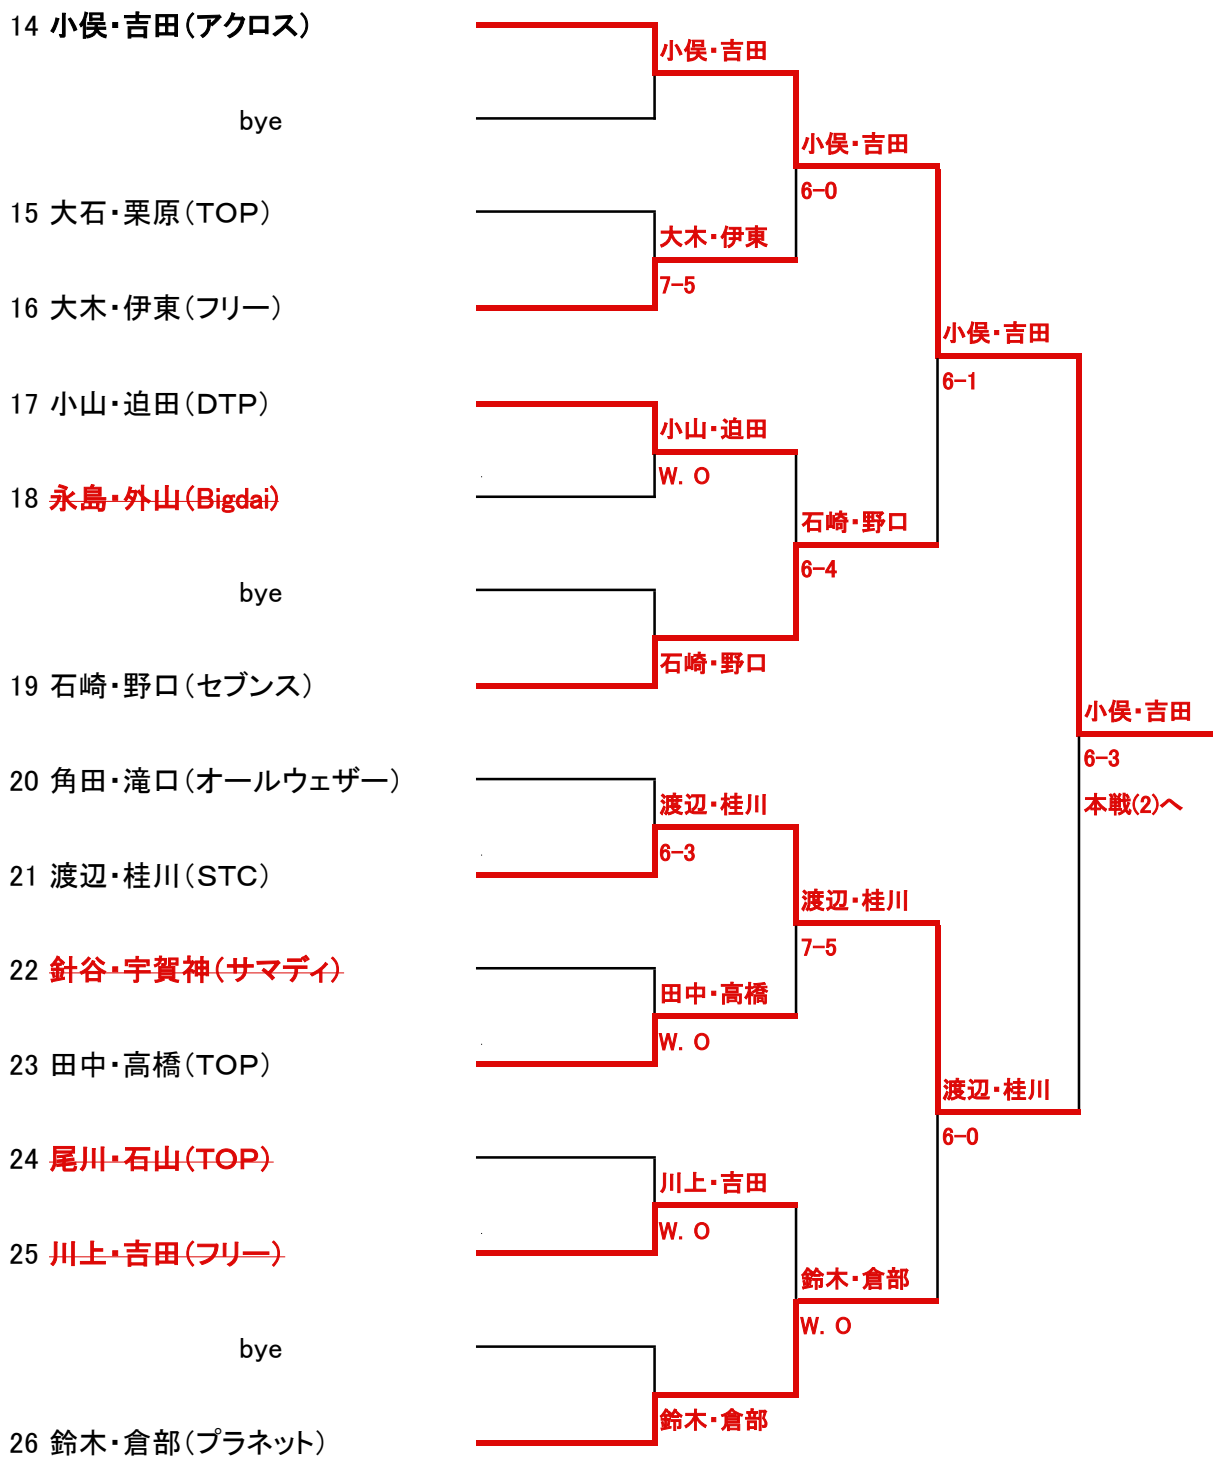 14 小俣・吉田(アクロス)
小俣・吉田
bye
小俣・吉田
6-0
15 大石・栗原(TOP)
大木・伊東
7-5
16 大木・伊東(フリー)
小俣・吉田
6-1
17 小山・迫田(DTP)
小山・迫田
W.O
18 永島・外山(Bigdai)
石崎・野口
6-4
bye
石崎・野口
19 石崎・野口(セブンス)
小俣・吉田
6-3
本戦(2)へ
20 角田・滝口(オールウェザー)
渡辺・桂川
6-3
21 渡辺・桂川(STC)
渡辺・桂川
7-5
22 針谷・宇賀神(サマディ)
田中・高橋
W.O
23 田中・高橋(TOP)
渡辺・桂川
6-0
24 尾川・石山(TOP)
川上・吉田
W.O
25 川上・吉田(フリー)
鈴木・倉部
W.O
bye
鈴木・倉部
26 鈴木・倉部(プラネット)